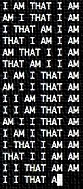 I AM THAT I AM
AM I THAT I AM
I THAT AM I AM
THAT I AM I AM
AM THAT I I AM
THAT AM I I AM
I AM I THAT AM
AM I I THAT AM
I I AM THAT AM
I I AM THAT AM
AM I I THAT AM
I AM I THAT AM
I THAT I AM AM
THAT I I AM AM
I I THAT AM AM
I I THAT A